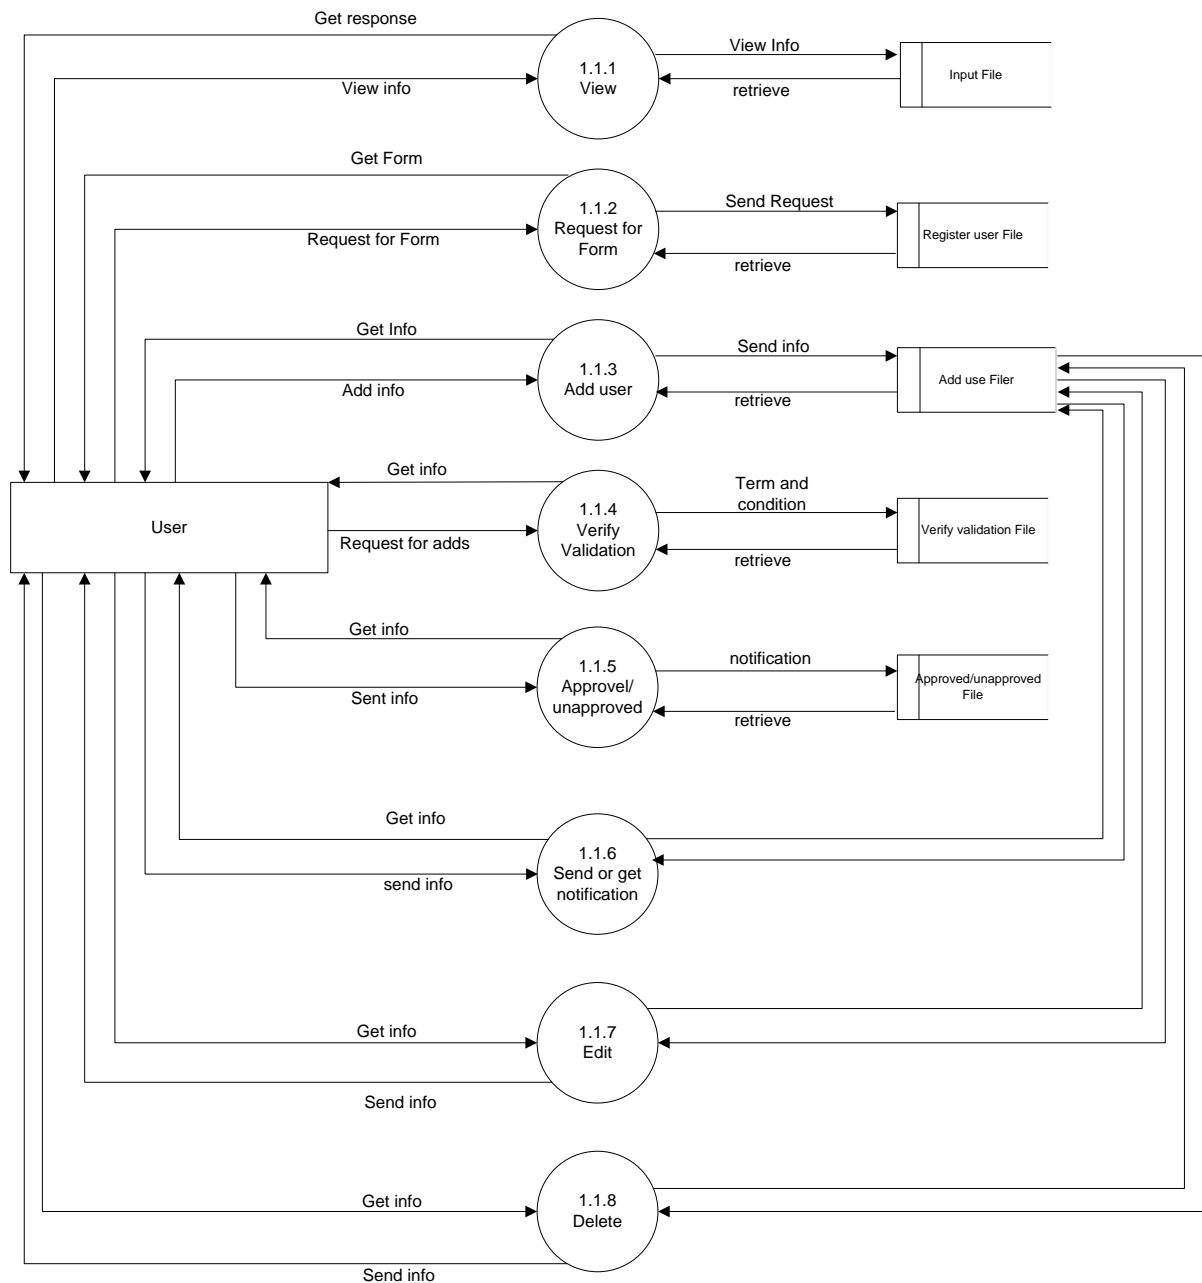 Get response
1.1.1
View
View Info
Input File
View info
retrieve
Get Form
1.1.2
Request for
Form
Send Request
Register user File
Request for Form
retrieve
Get Info
1.1.3
Add user
Send info
Add use Filer
Add info
retrieve
User
Get info
1.1.4
Verify
Validation
Term and
condition
Verify validation File
Request for adds
retrieve
Get info
1.1.5
Approvel/
unapproved
notification
Approved/unapproved
File
Sent info
retrieve
Get info
1.1.6
Send or get
notification
send info
Get info
1.1.7
Edit
Send info
Get info
1.1.8
Delete
Send info